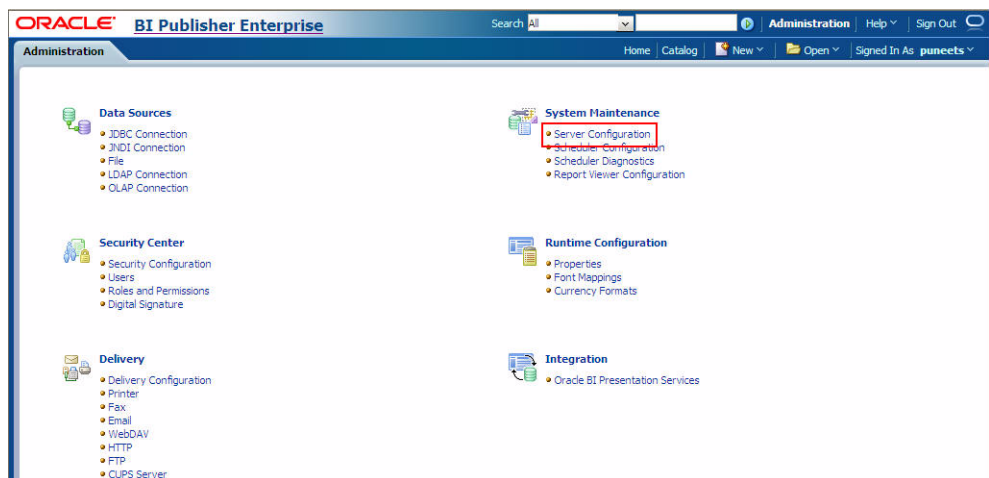 ORACLE BI Publisher Enterprise
Search All Administration Help Sign Out
Administration
Home Catalog New Open Signed In As puneets
Data Sources
JDBC Connection
JNDI Connection
File
LDAP Connection
OLAP Connection
System Maintenance
Server Configuration
Scheduler Configuration
Scheduler Diagnostics
Report Viewer Configuration
Security Center
Security Configuration
Users
Roles and Permissions
Digital Signature
Runtime Configuration
Properties
Font Mappings
Currency Formats
Delivery
Delivery Configuration
Printer
Fax
Email
WebDAV
HTTP
FTP
CUPS Server
Integration
Oracle BI Presentation Services